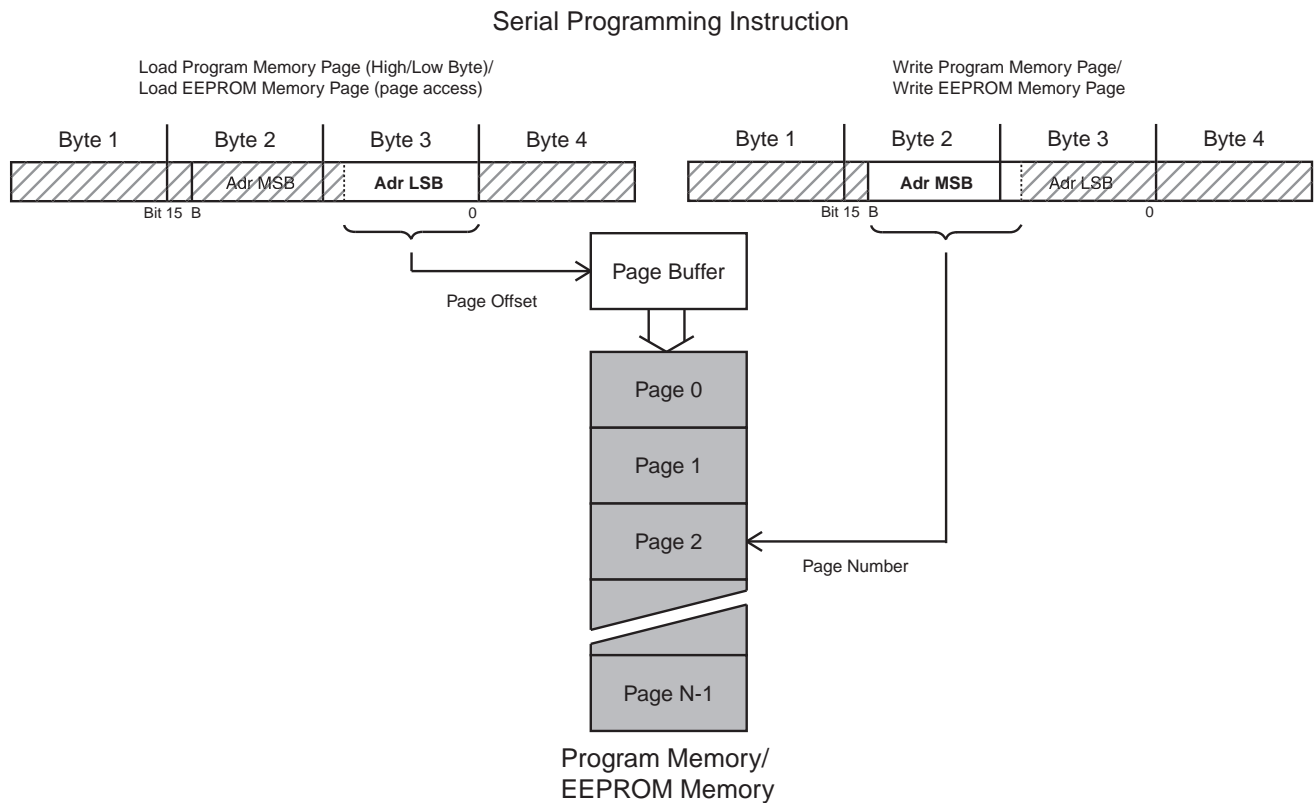 Serial Programming Instruction
Load Program Memory Page (High/Low Byte)/
Load EEPROM Memory Page (page access)
Write Program Memory Page/
Write EEPROM Memory Page
Byte 1 Byte 2 Byte 3 Byte 4
Byte 1 Byte 2 Byte 3 Byte 4
Adr MSB Adr LSB
Adr MSB Adr LSB
Bit 15 B 0
Bit 15 B 0
Page Buffer
Page Offset
Page 0
Page 1
Page 2
Page Number
Page N-1
Program Memory/
EEPROM Memory